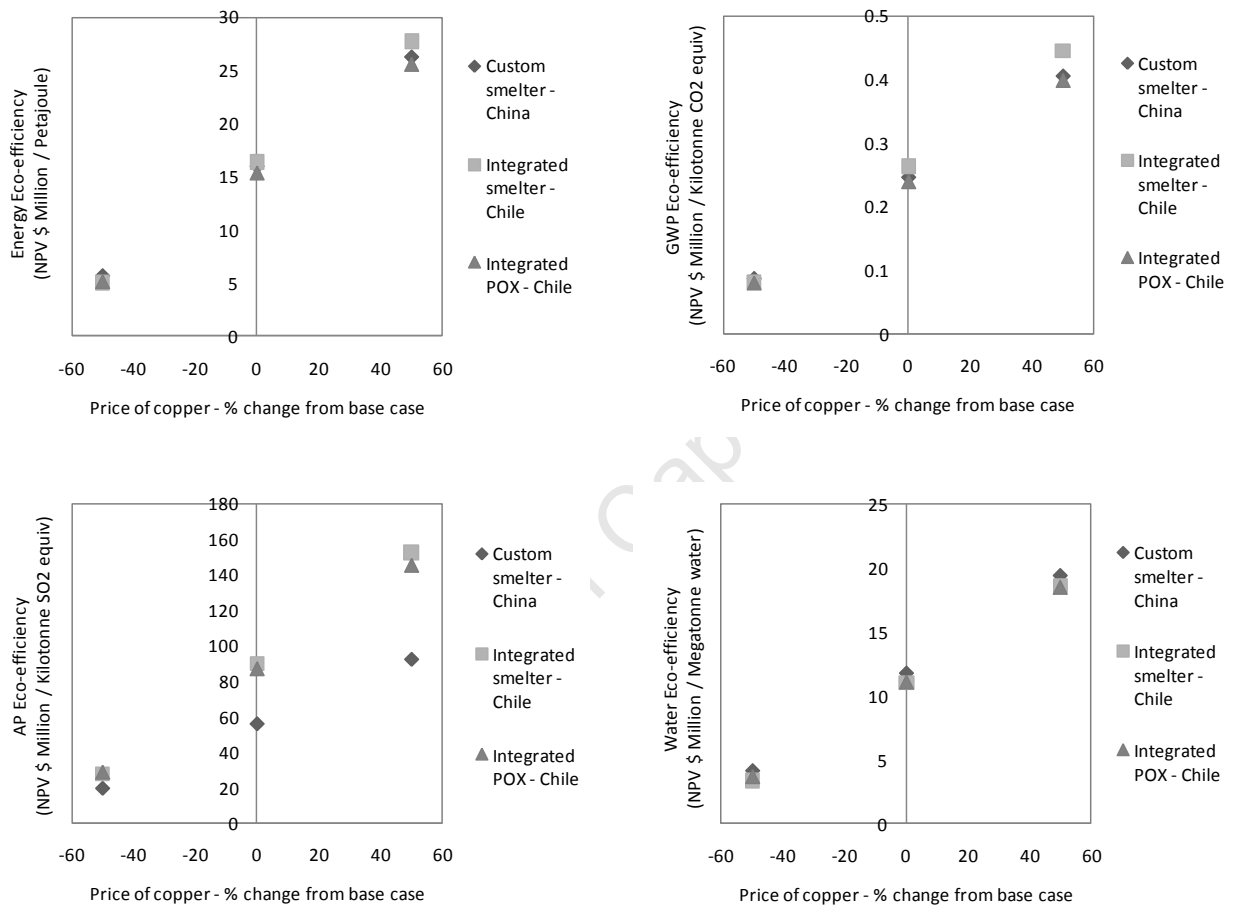 Energy Eco-efficiency
(NPV $ Million / Petajoule)
30
25
20
15
10
5
0
-60 -40 -20 0 20 40 60
Price of copper - % change from base case
Custom
smelter -
China
Integrated
smelter -
Chile
Integrated
POX - Chile
GWP Eco-efficiency
(NPV $ Million / Kilotonne CO2 equiv)
0.5
0.4
0.3
0.2
0.1
0
-60 -40 -20 0 20 40 60
Price of copper - % change from base case
Custom
smelter -
China
Integrated
smelter -
Chile
Integrated
POX - Chile
AP Eco-efficiency
(NPV $ Million / Kilotonne SO2 equiv)
180
160
140
120
100
80
60
40
20
0
-60 -40 -20 0 20 40 60
Price of copper - % change from base case
Custom
smelter -
China
Integrated
smelter -
Chile
Integrated
POX - Chile
Water Eco-efficiency
(NPV $ Million / Megatonne water)
25
20
15
10
5
0
-60 -40 -20 0 20 40 60
Price of copper - % change from base case
Custom
smelter -
China
Integrated
smelter -
Chile
Integrated
POX - Chile